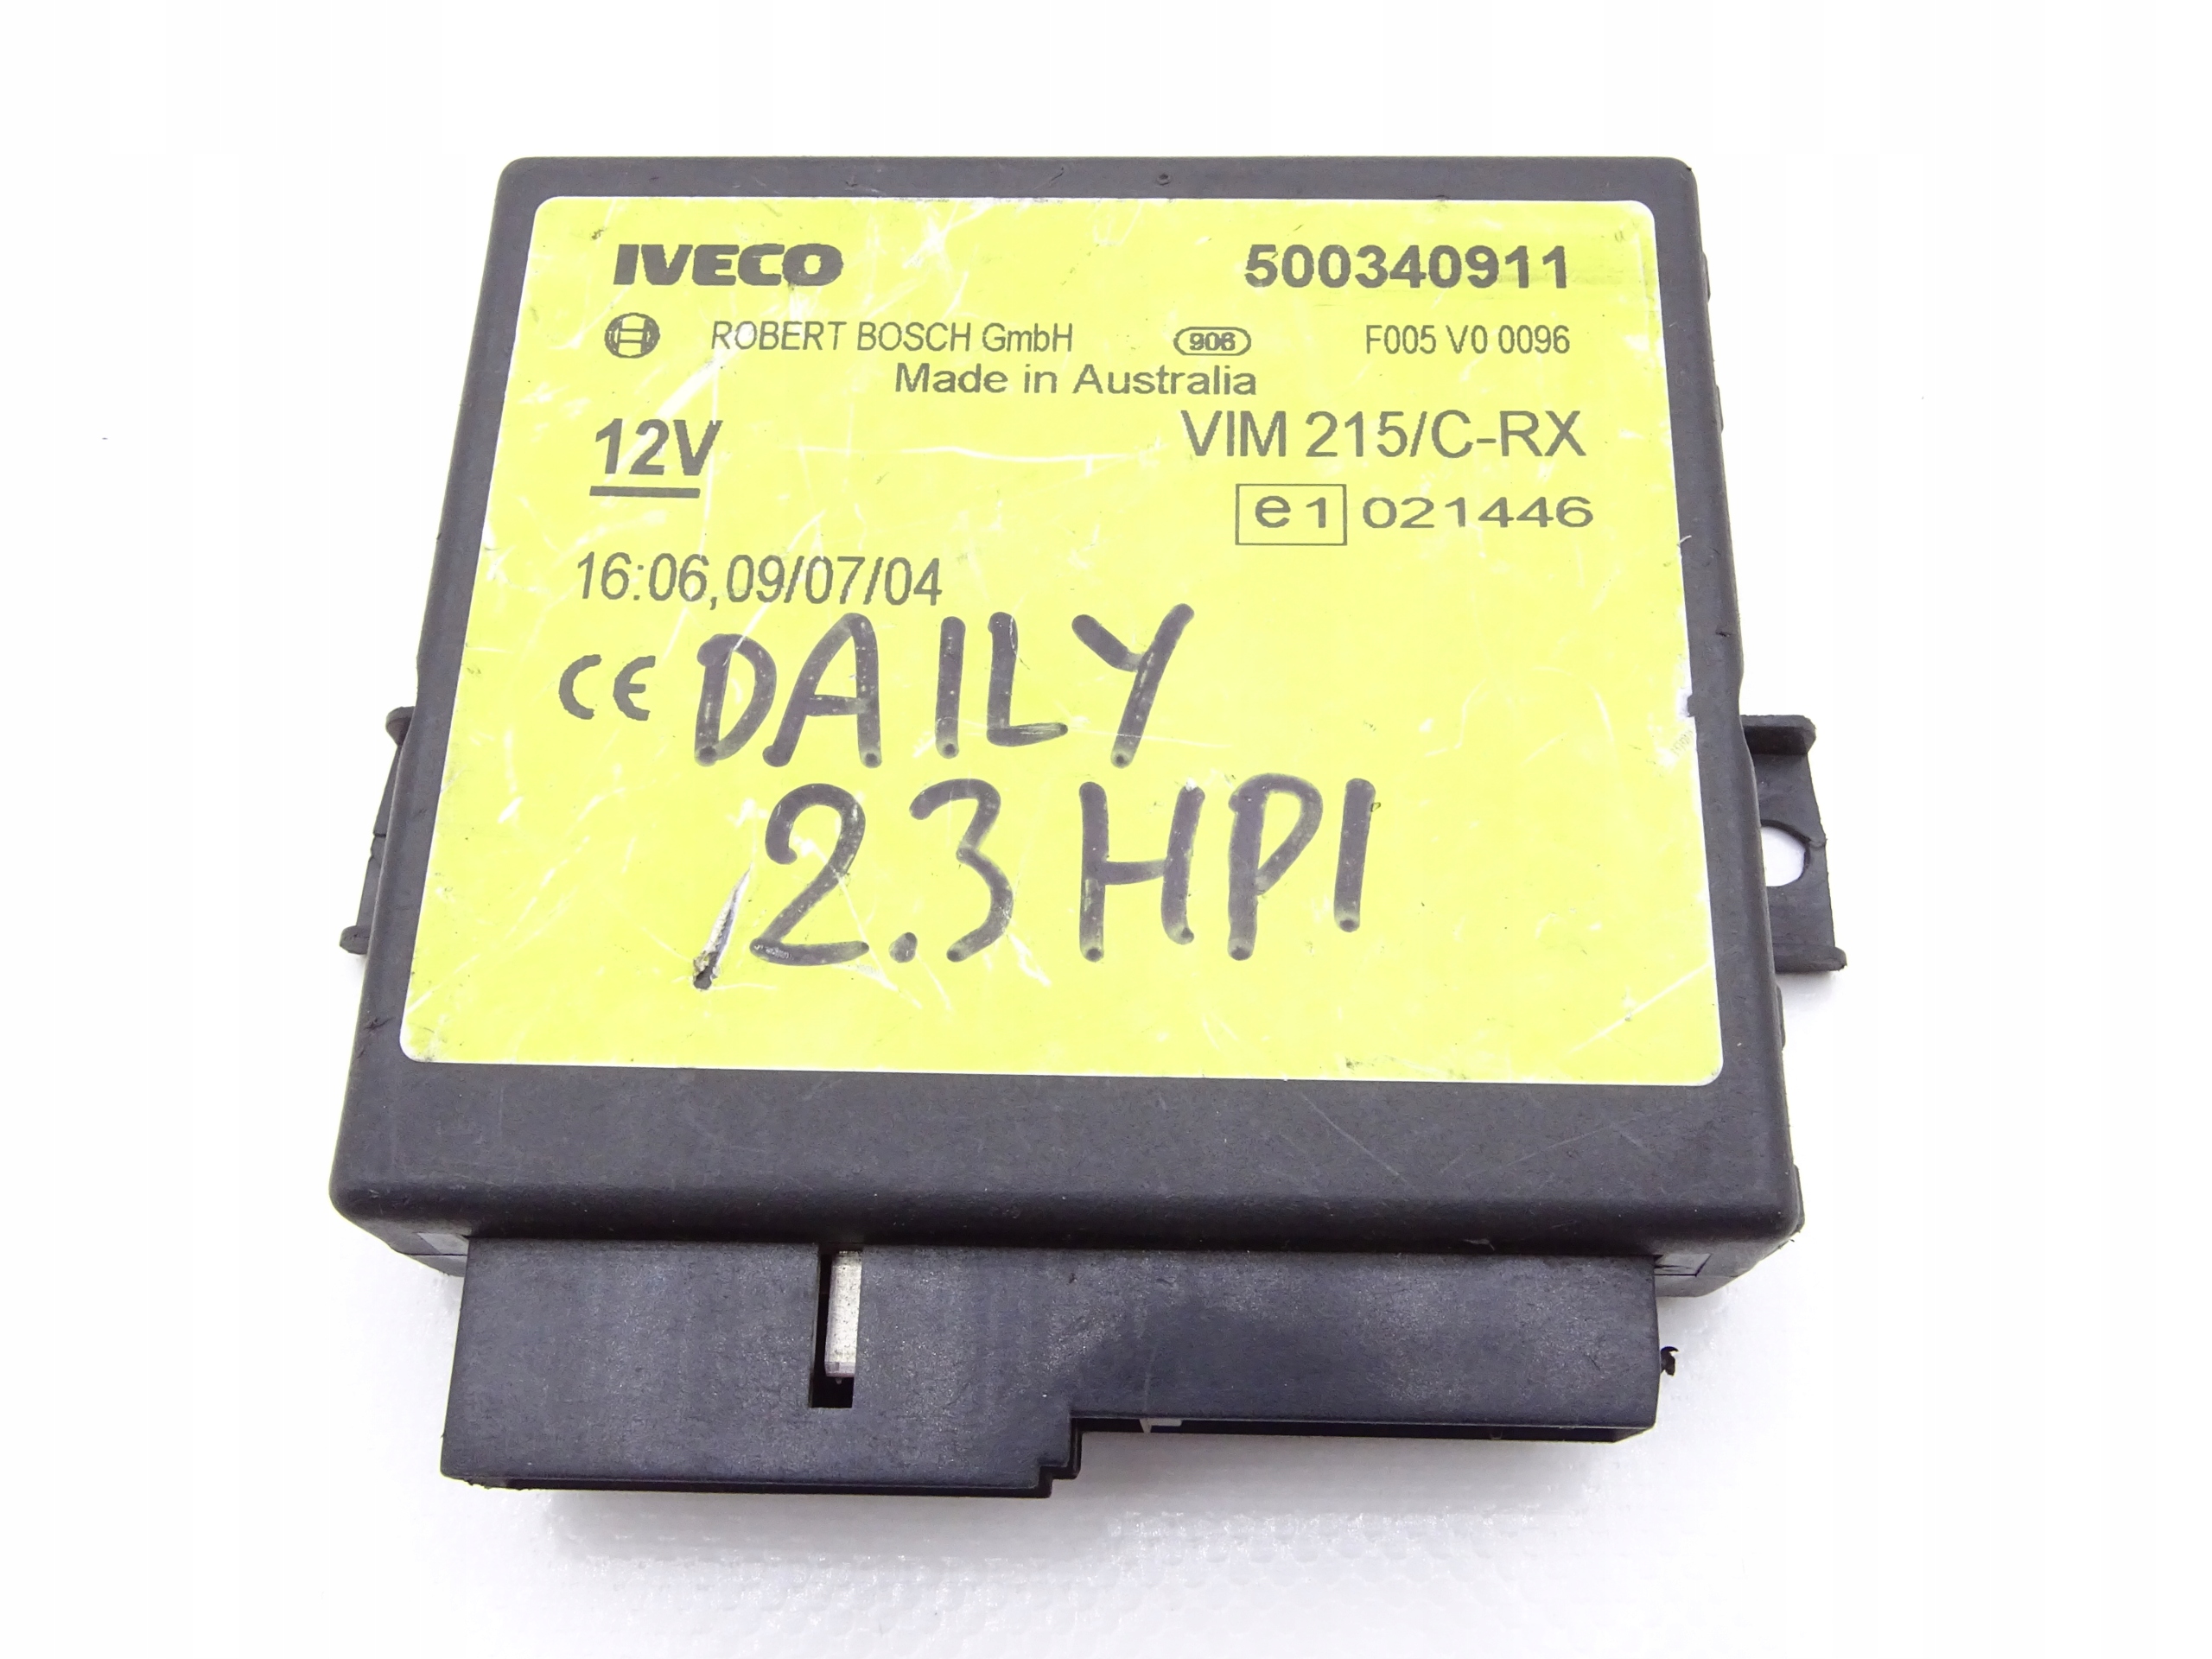 IVECO 500340911
ROBERT BOSCH GmbH 906 F005 V0 0096
Made in Australia
12V VIM 215/C-RX
e1 021446
16:06,09/07/04
CE DAILY
2.3 HPI